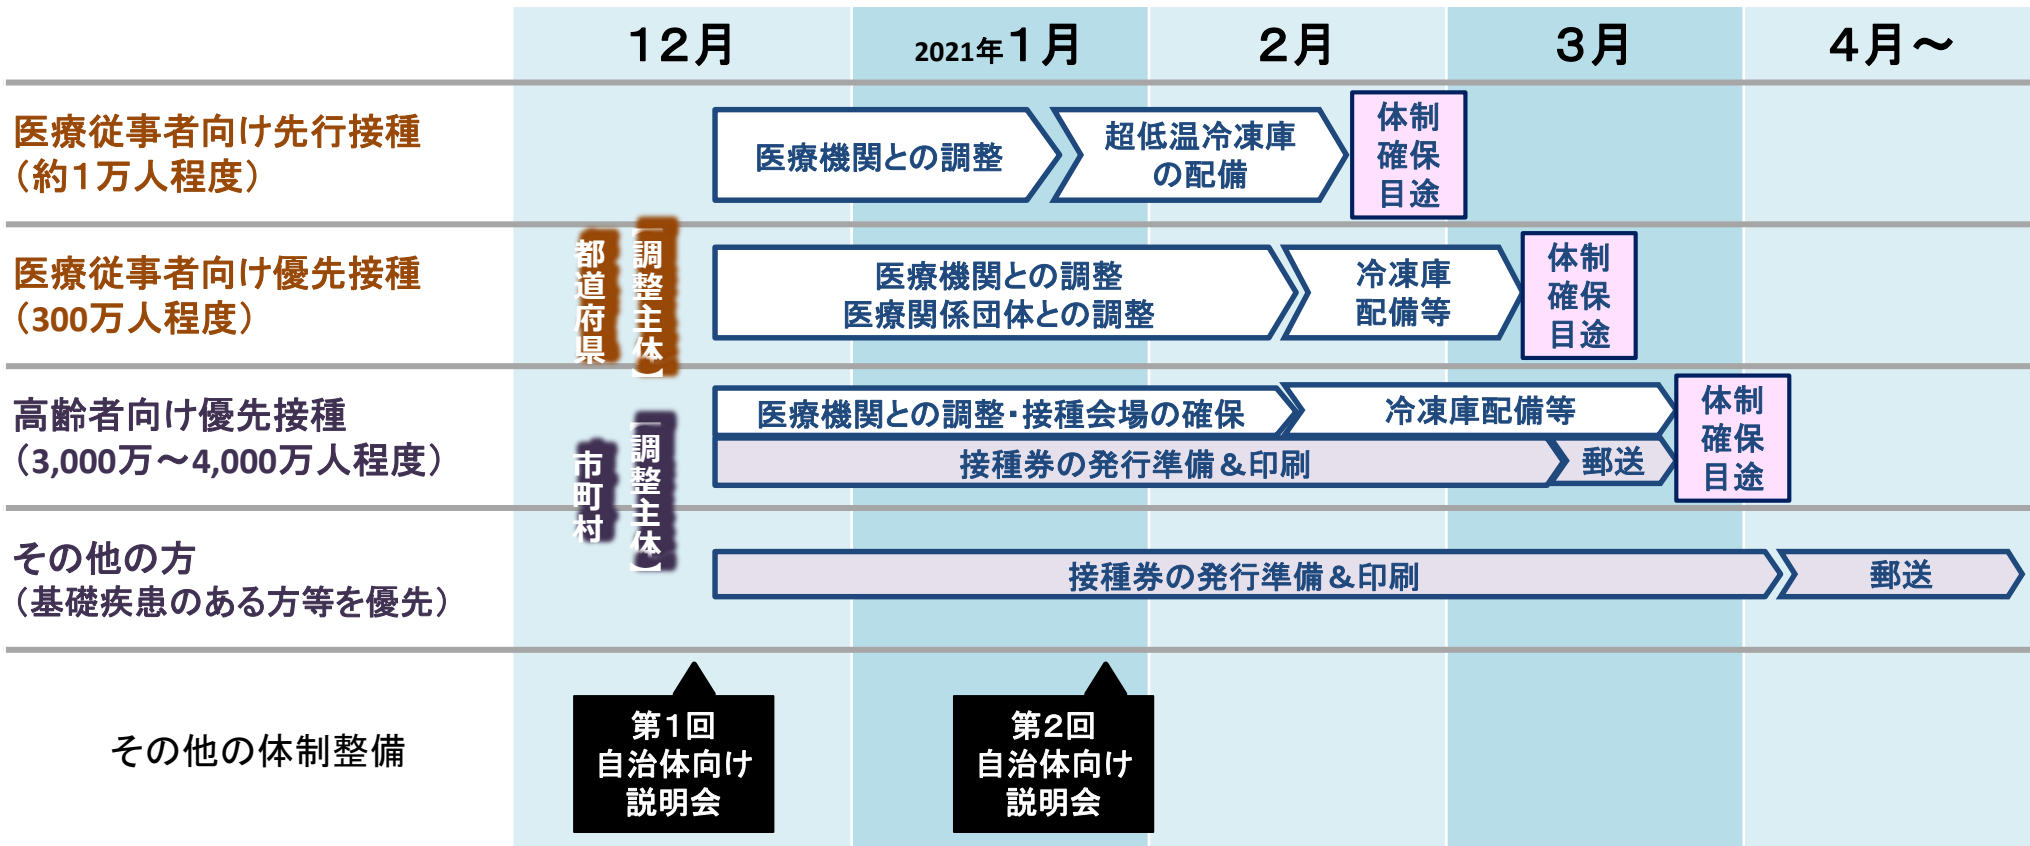 12月
2021年1月
2月
3月
4月～
医療従事者向け先行接種
（約1万人程度）
医療機関との調整
超低温冷凍庫
の配備
体制
確保
目途
医療従事者向け優先接種
（300万人程度）
【調整主体】
都道府県
医療機関との調整
医療関係団体との調整
冷凍庫
配備等
体制
確保
目途
高齢者向け優先接種
（3,000万～4,000万人程度）
医療機関との調整・接種会場の確保
冷凍庫配備等
接種券の発行準備＆印刷
郵送
体制
確保
目途
【調整主体】
市町村
その他の方
（基礎疾患のある方等を優先）
接種券の発行準備＆印刷
郵送
その他の体制整備
第1回
自治体向け
説明会
第2回
自治体向け
説明会